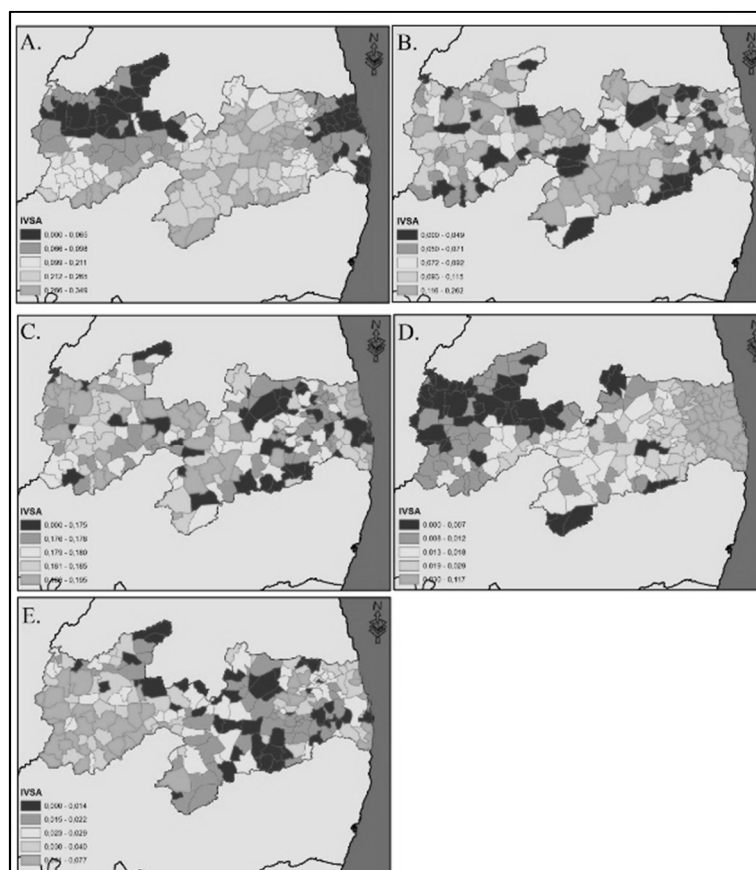 A.
N
IVSA
0,000 - 0,065
0,066 - 0,098
0,099 - 0,211
0,212 - 0,265
0,266 - 0,349
B.
N
IVSA
0,000 - 0,049
0,050 - 0,071
0,072 - 0,092
0,093 - 0,115
0,116 - 0,262
C.
N
IVSA
0,000 - 0,175
0,176 - 0,178
0,179 - 0,180
0,181 - 0,185
D.
N
IVSA
0,000 - 0,007
0,008 - 0,012
0,013 - 0,018
0,019 - 0,029
0,030 - 0,117
E.
N
IVSA
0,000 - 0,014
0,015 - 0,022
0,023 - 0,029
0,030 - 0,040